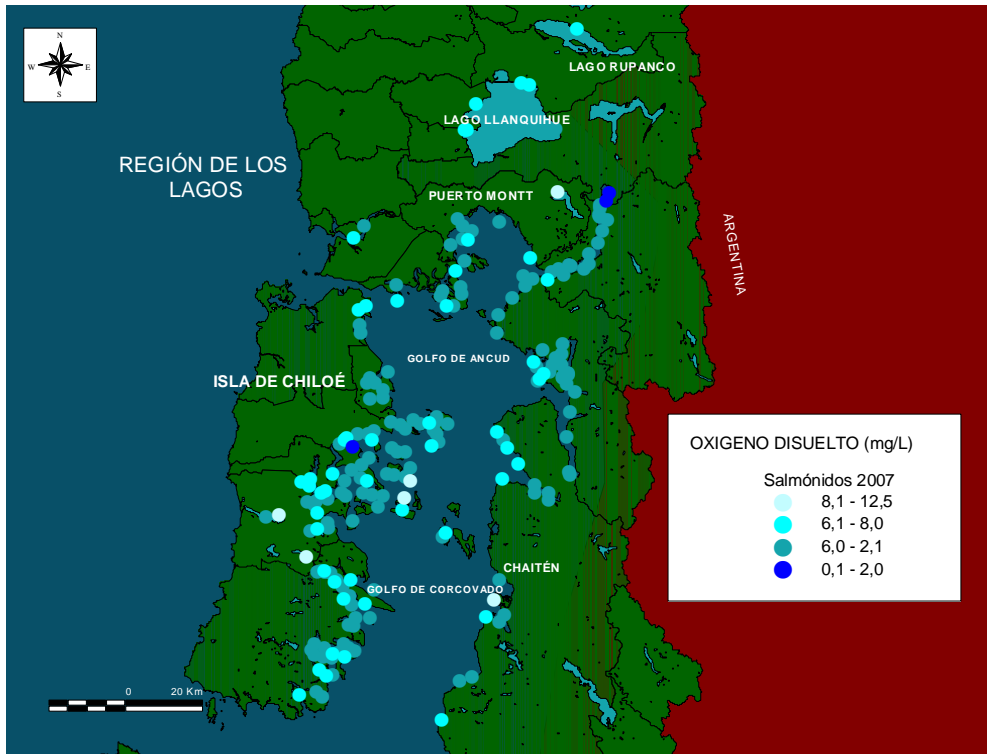 N
W E
S
LAGO RUPANCO
LAGO LLANQUIHUE
REGIÓN DE LOS
LAGOS
PUERTO MONTT
ARGENTINA
GOLFO DE ANCUD
ISLA DE CHILOÉ
CHAITÉN
GOLFO DE CORCOVADO
OXIGENO DISUELTO (mg/L)
Salmónidos 2007
8,1 - 12,5
6,1 - 8,0
6,0 - 2,1
0,1 - 2,0
0 20 Km